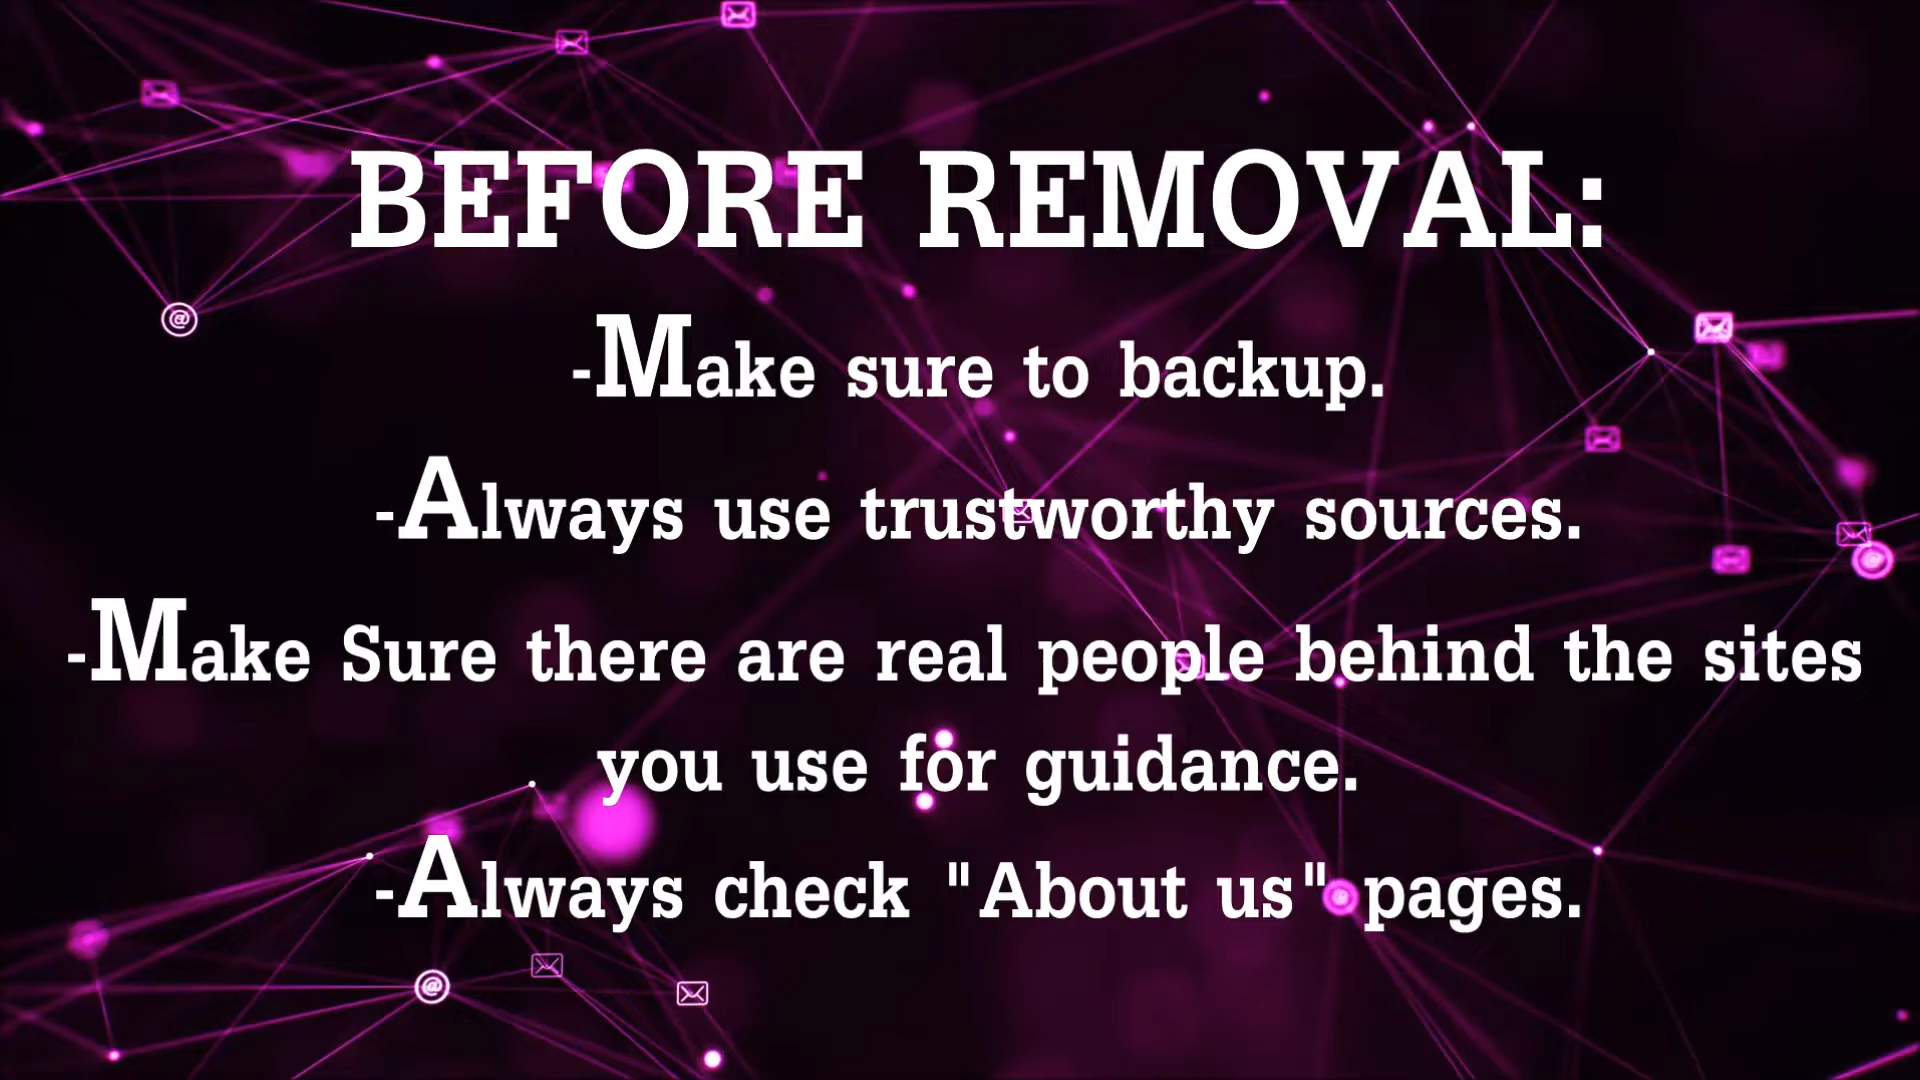 BEFORE REMOVAL:
-Make sure to backup.
-Always use trustworthy sources.
-Make Sure there are real people behind the sites
you use for guidance.
-Always check "About us" pages.